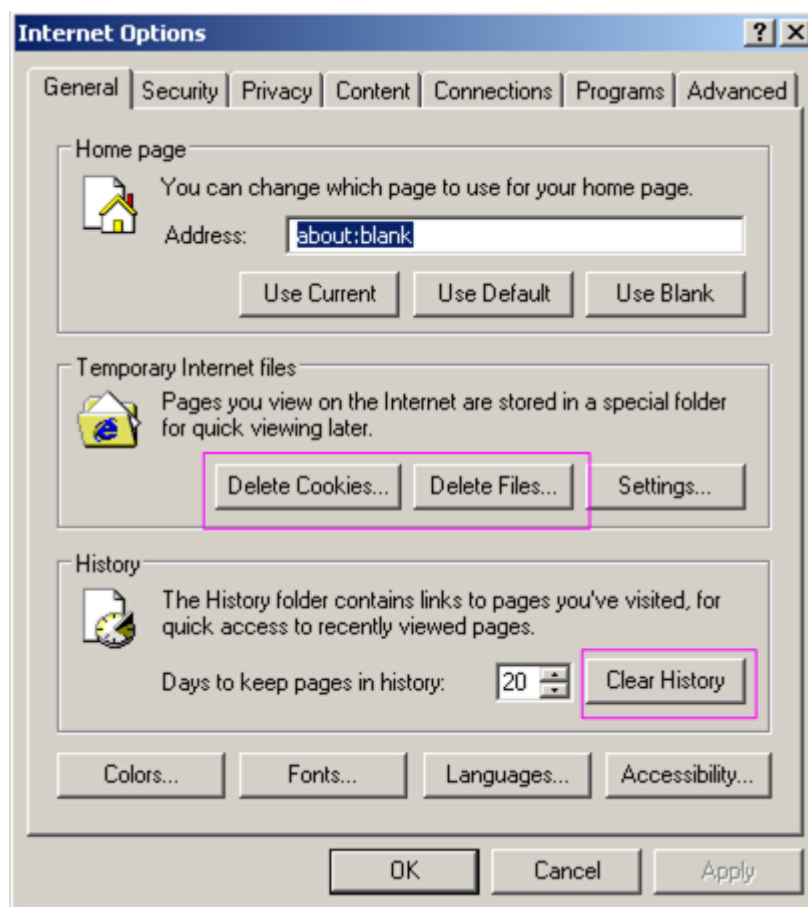 Internet Options
General Security Privacy Content Connections Programs Advanced
Home page
You can change which page to use for your home page.
Address: about:blank
Use Current Use Default Use Blank
Temporary Internet files
Pages you view on the Internet are stored in a special folder
for quick viewing later.
Delete Cookies... Delete Files... Settings...
History
The History folder contains links to pages you've visited, for
quick access to recently viewed pages.
Days to keep pages in history: 20 Clear History
Colors... Fonts... Languages... Accessibility...
OK Cancel Apply